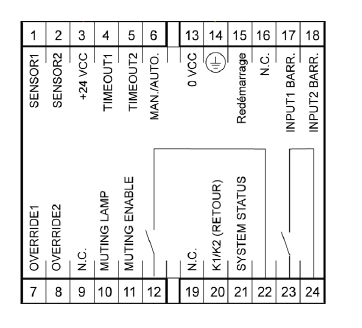 1 2 3 4 5 6 13 14 15 16 17 18
SENSOR1
SENSOR2
+24 VCC
TIMEOUT1
TIMEOUT2
MAN./AUTO.
0 VCC
Redémarrage
N.C.
INPUT1 BARR.
INPUT2 BARR.
OVERRIDE1
OVERRIDE2
N.C.
MUTING LAMP
MUTING ENABLE
N.C.
K1/K2 (RETOUR)
SYSTEM STATUS
7 8 9 10 11 12 19 20 21 22 23 24